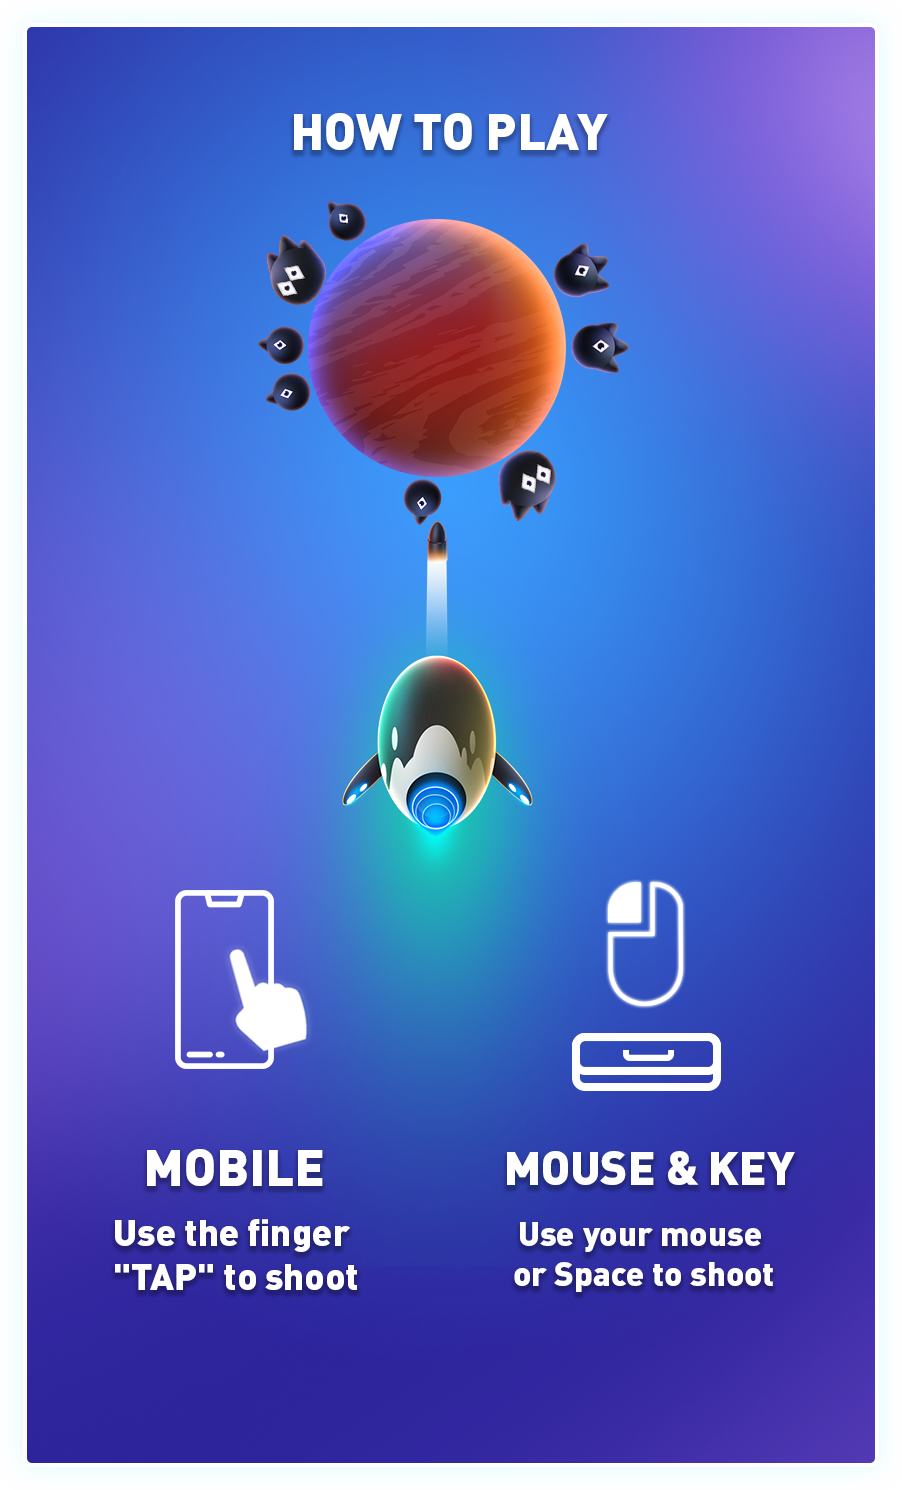 HOW TO PLAY
MOBILE
Use the finger
"TAP" to shoot
MOUSE & KEY
Use your mouse
or Space to shoot